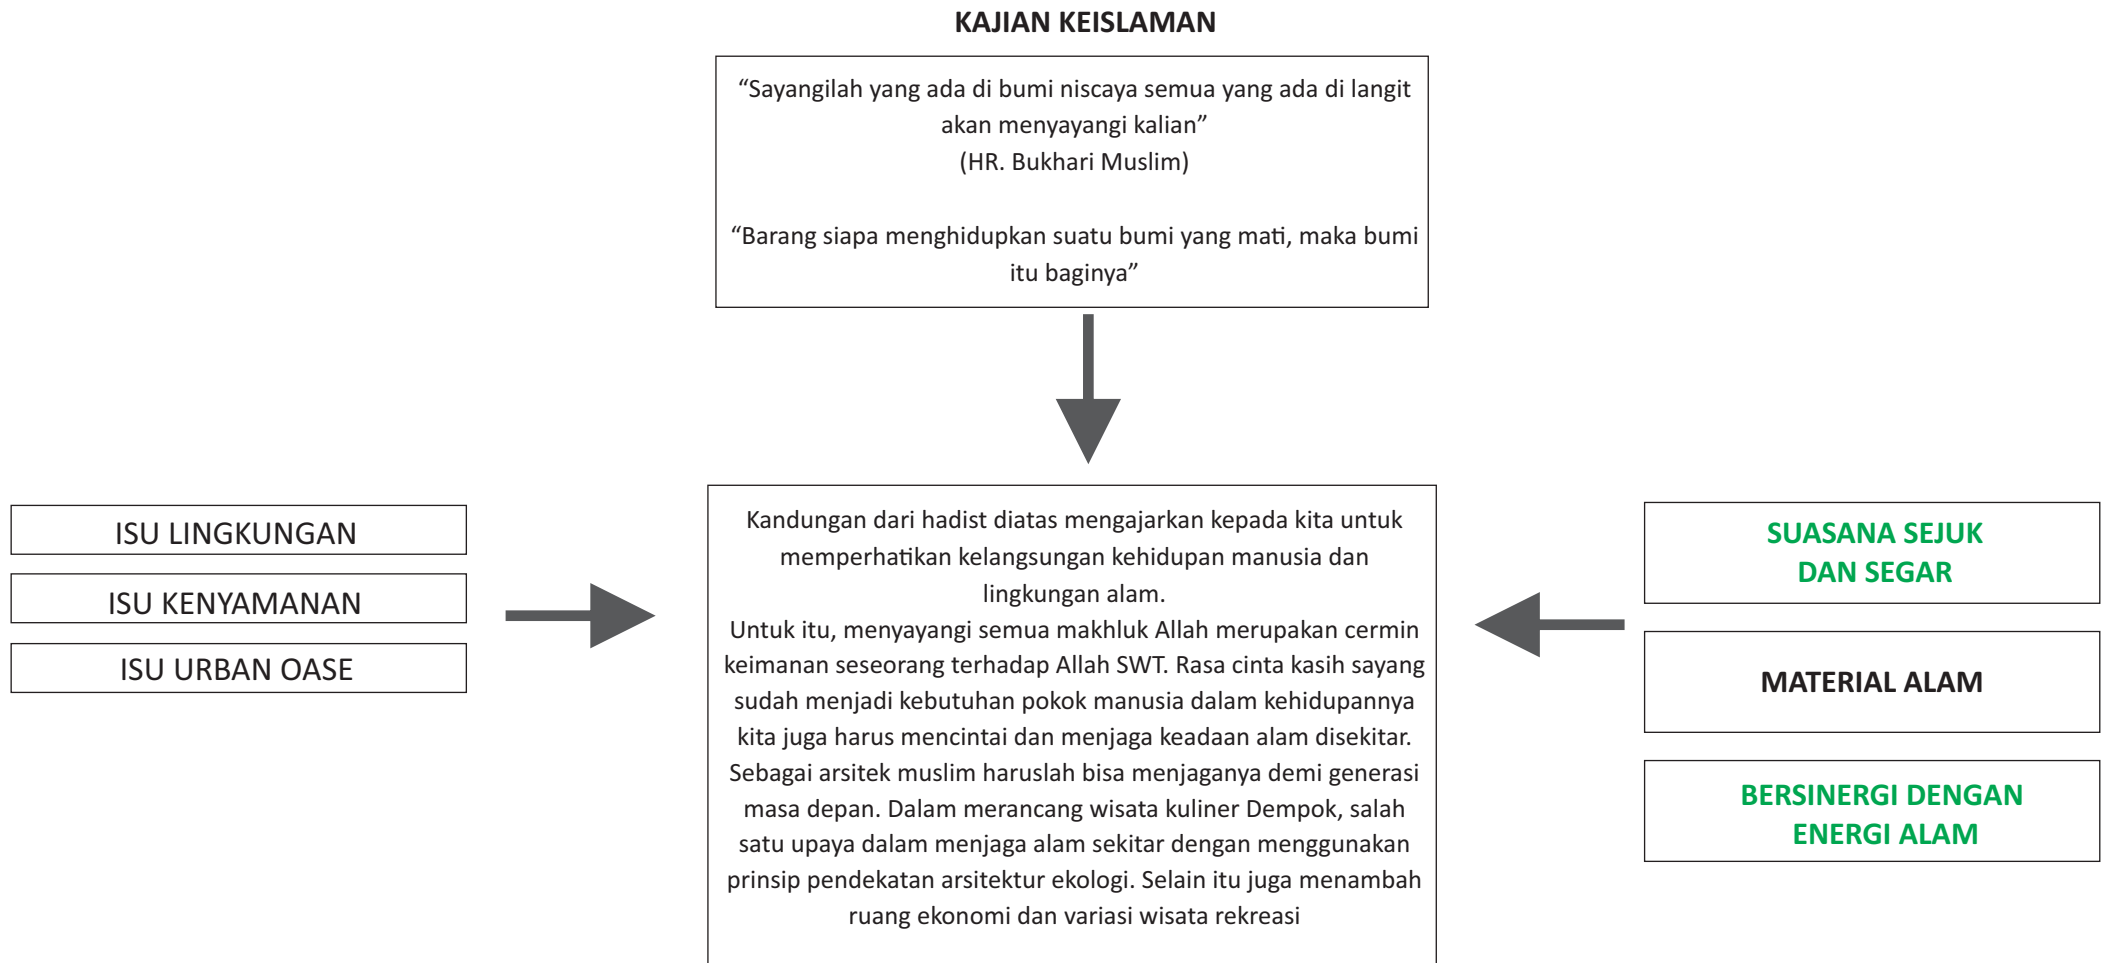 KAJIAN KEISLAMAN
“Sayangilah yang ada di bumi niscaya semua yang ada di langit
akan menyayangi kalian”
(HR. Bukhari Muslim)
“Barang siapa menghidupkan suatu bumi yang mati, maka bumi
itu baginya”
ISU LINGKUNGAN
ISU KENYAMANAN
ISU URBAN OASE
Kandungan dari hadist diatas mengajarkan kepada kita untuk
memperhatikan kelangsungan kehidupan manusia dan
lingkungan alam.
Untuk itu, menyayangi semua makhluk Allah merupakan cermin
keimanan seseorang terhadap Allah SWT. Rasa cinta kasih sayang
sudah menjadi kebutuhan pokok manusia dalam kehidupannya
kita juga harus mencintai dan menjaga keadaan alam disekitar.
Sebagai arsitek muslim haruslah bisa menjaganya demi generasi
masa depan. Dalam merancang wisata kuliner Dempok, salah
satu upaya dalam menjaga alam sekitar dengan menggunakan
prinsip pendekatan arsitektur ekologi. Selain itu juga menambah
ruang ekonomi dan variasi wisata rekreasi
SUASANA SEJUK
DAN SEGAR
MATERIAL ALAM
BERSINERGI DENGAN
ENERGI ALAM